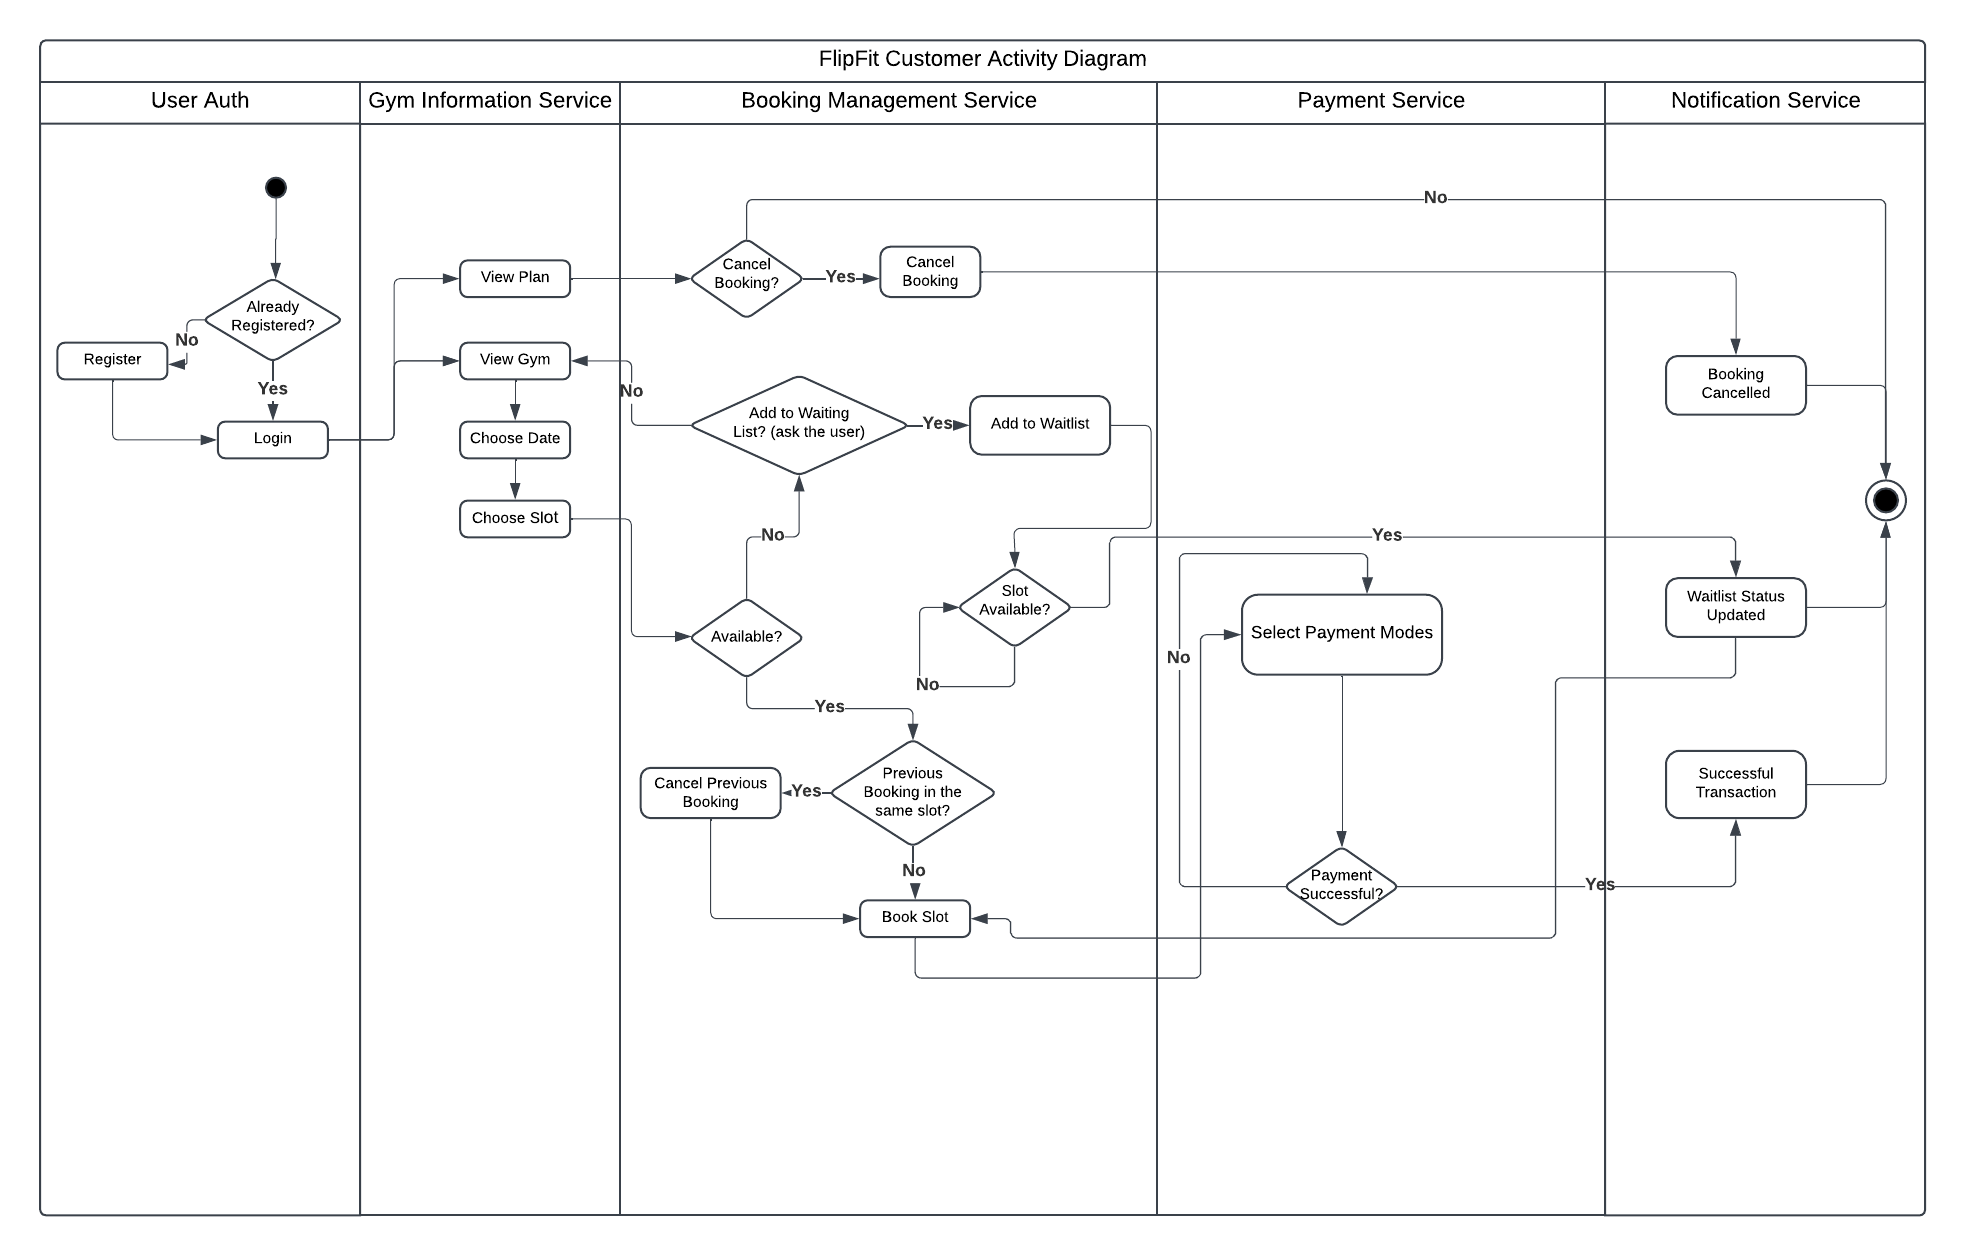 FlipFit Customer Activity Diagram
User Auth
Gym Information Service
Booking Management Service
Payment Service
Notification Service
No
View Plan
Cancel
Booking?
Yes
Cancel
Booking
Already
Registered?
No
Register
Yes
Login
View Gym
No
Choose Date
Choose Slot
Add to Waiting
List? (ask the user)
Yes
Add to Waitlist
Booking
Cancelled
No
Yes
Available?
Slot
Available?
No
Waitlist Status
Updated
Select Payment Modes
No
Yes
Cancel Previous
Booking
Yes
Previous
Booking in the
same slot?
No
Book Slot
Successful
Transaction
Payment
Successful?
Yes